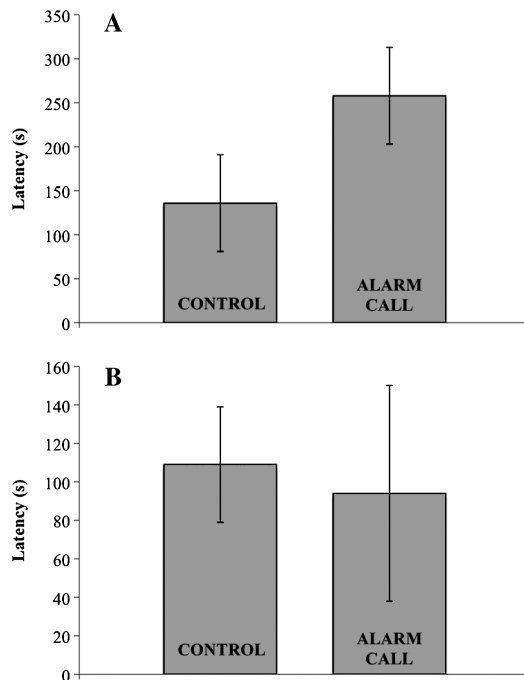 A
350
300
250
200
150
100
50
0
Latency (s)
CONTROL
ALARM
CALL
B
160
140
120
100
80
60
40
20
0
Latency (s)
CONTROL
ALARM
CALL